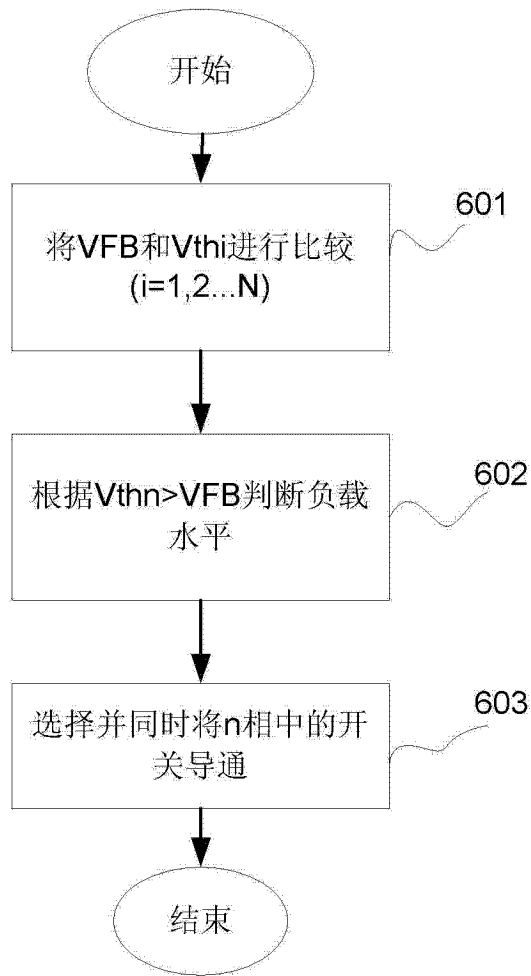 开始
将VFB和Vthi进行比较
(i=1,2...N)
601
根据Vthn>VFB判断负载
水平
602
选择并同时将n相中的开
关导通
603
结束